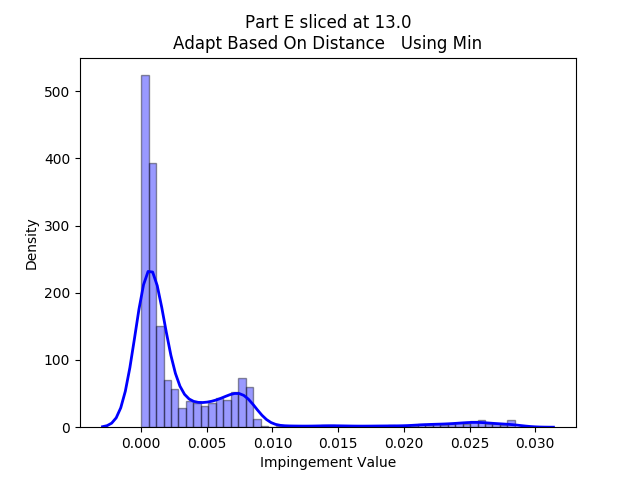 Part E sliced at 13.0
Adapt Based On Distance   Using Min
500
400
300
200
100
0
Density
0.000 0.005 0.010 0.015 0.020 0.025 0.030
Impingement Value